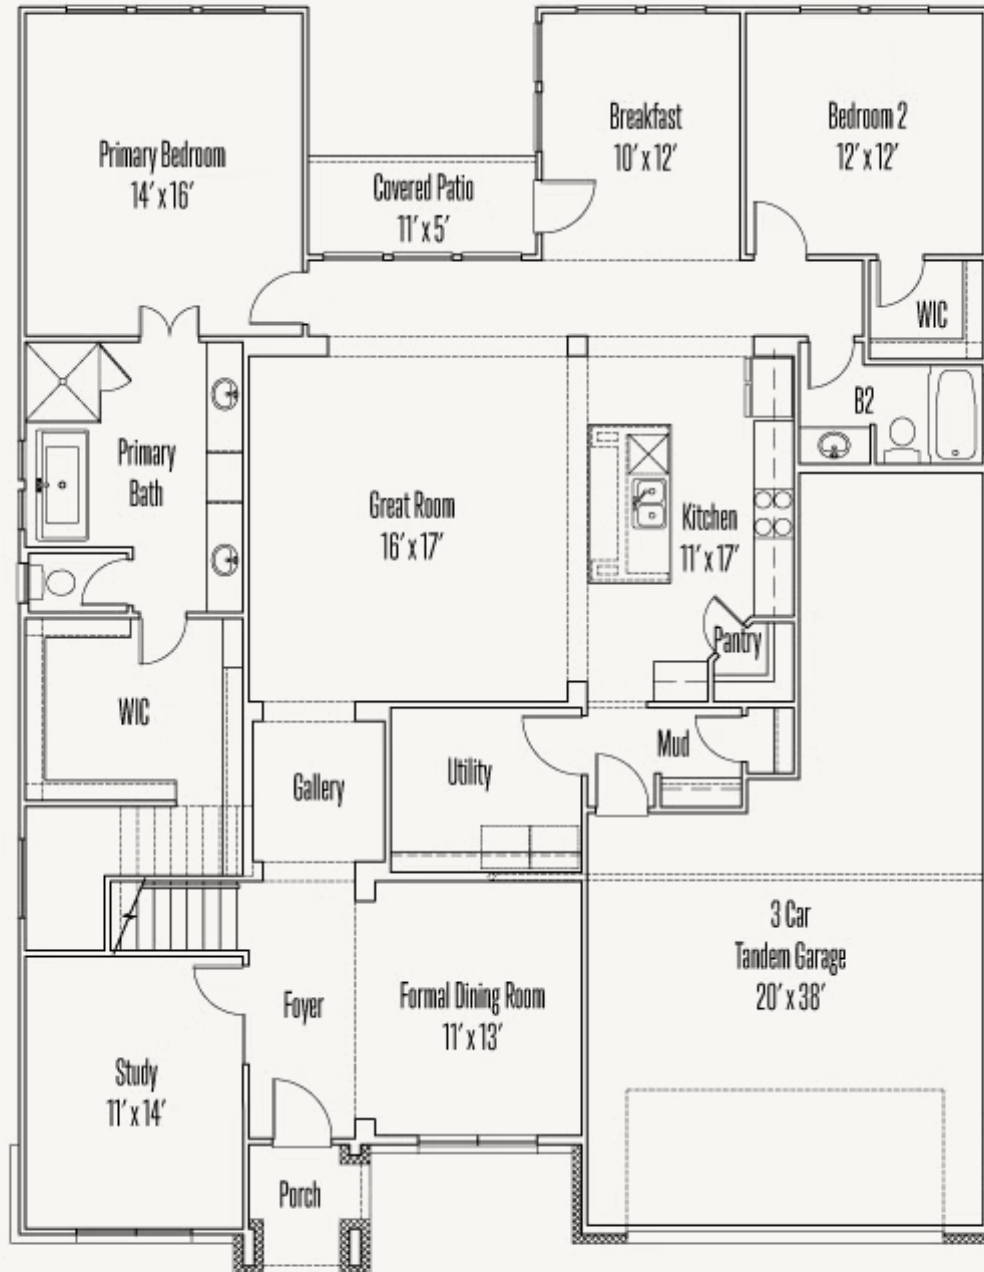 Primary Bedroom
14' x 16'
Covered Patio
11' x 5'
Breakfast
10' x 12'
Bedroom 2
12' x 12'
WIC
B2
Primary
Bath
Great Room
16' x 17'
Kitchen
11' x 17'
Pantry
WIC
Gallery
Utility
Mud
3 Car
Tandem Garage
20' x 38'
Foyer
Formal Dining Room
11' x 13'
Study
11' x 14'
Porch